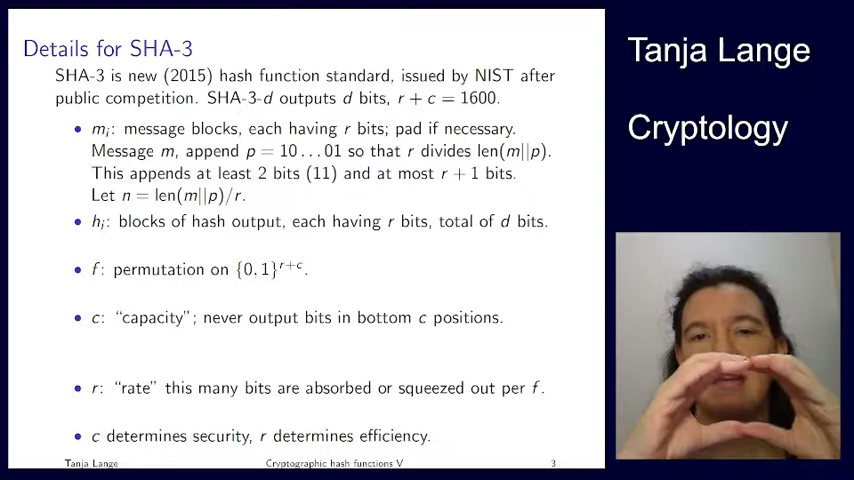 Details for SHA-3
SHA-3 is new (2015) hash function standard, issued by NIST after
public competition. SHA-3-d outputs d bits, r + c = 1600.
• mᵢ: message blocks, each having r bits; pad if necessary.
Message m, append p = 10 . . . 01 so that r divides len(m||p).
This appends at least 2 bits (11) and at most r + 1 bits.
Let n = len(m||p)/r.
• hᵢ: blocks of hash output, each having r bits, total of d bits.
• f: permutation on {0, 1}ʳ⁺ᶜ.
• c: “capacity”; never output bits in bottom c positions.
• r: “rate” this many bits are absorbed or squeezed out per f.
• c determines security, r determines efficiency.
Tanja Lange Cryptographic hash functions V 3
Tanja Lange
Cryptology